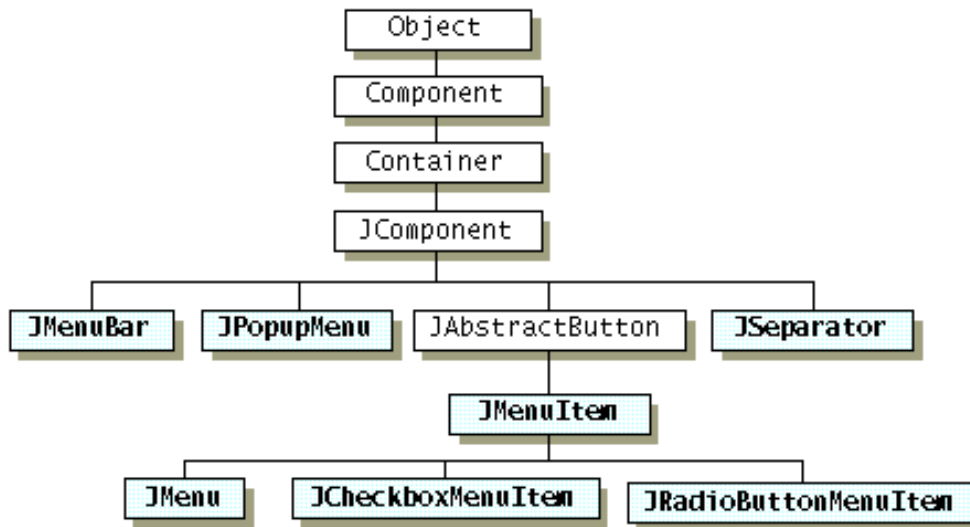 Object
Component
Container
JComponent
JMenuBar
JPopupMenu
JAbstractButton
JSeparator
JMenuItem
JMenu
JCheckboxMenuItem
JRadioButtonMenuItem